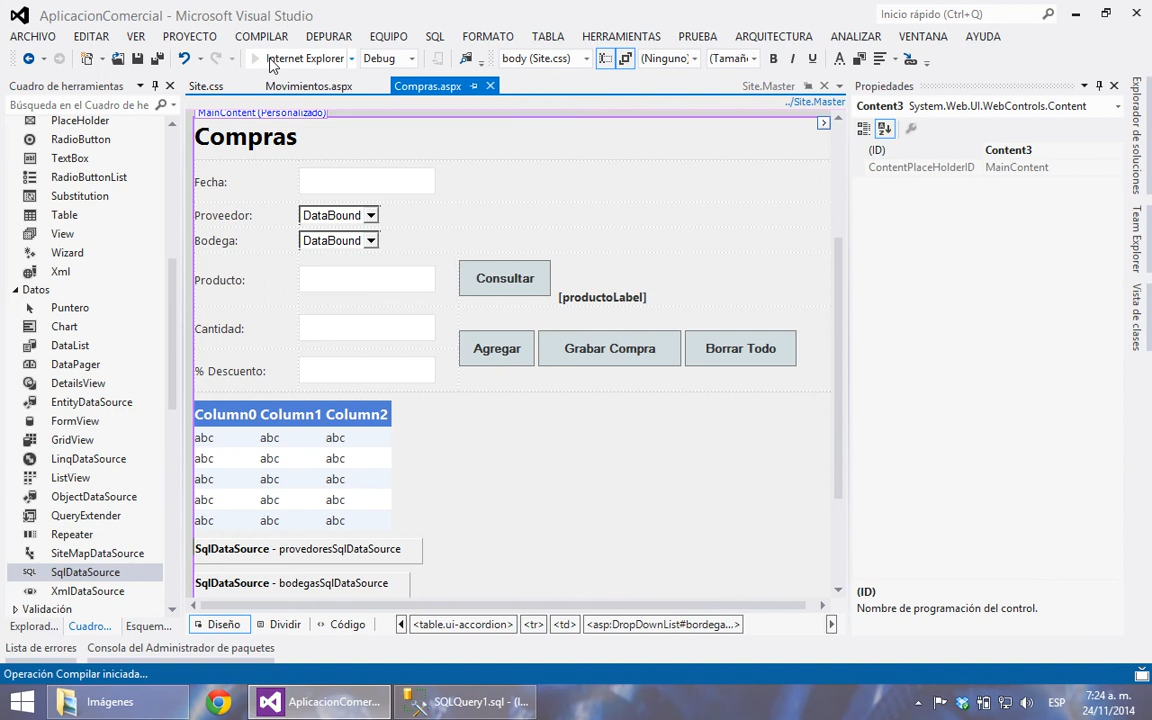 AplicacionComercial - Microsoft Visual Studio
Inicio rápido (Ctrl+Q)
ARCHIVO EDITAR VER PROYECTO COMPILAR DEPURAR EQUIPO SQL FORMATO TABLA HERRAMIENTAS PRUEBA ARQUITECTURA ANALIZAR VENTANA AYUDA
Internet Explorer Debug body (Site.css) (Ninguno) (Tamañ B I U
Cuadro de herramientas
Búsqueda en el Cuadro de he
PlaceHolder
RadioButton
TextBox
RadioButtonList
Substitution
Table
View
Wizard
Xml
Datos
Puntero
Chart
DataList
DataPager
DetailsView
EntityDataSource
FormView
GridView
LinqDataSource
ListView
ObjectDataSource
QueryExtender
Repeater
SiteMapDataSource
SQL SqlDataSource
XmlDataSource
Validación
Explorad... Cuadro... Esquem...
Site.css Movimientos.aspx Compras.aspx Site.Master
../Site.Master
MainContent (Personalizado)
Compras
Fecha:
Proveedor: DataBound
Bodega: DataBound
Producto: Consultar [productoLabel]
Cantidad: Agregar Grabar Compra Borrar Todo
% Descuento:
Column0 Column1 Column2
abc abc abc
abc abc abc
abc abc abc
abc abc abc
abc abc abc
SqlDataSource - provedoresSqlDataSource
SqlDataSource - bodegasSqlDataSource
Diseño Dividir Código <table.ui-accordion> <tr> <td> <asp:DropDownList#bordega...>
Propiedades
Content3 System.Web.UI.WebControls.Content
(ID) Content3
ContentPlaceHolderID MainContent
(ID)
Nombre de programación del control.
Explorador de soluciones
Team Explorer
Vista de clases
Lista de errores Consola del Administrador de paquetes
Operación Compilar iniciada...
Imágenes AplicacionComer... SQLQuery1.sql - (l... ESP 7:24 a. m.
24/11/2014